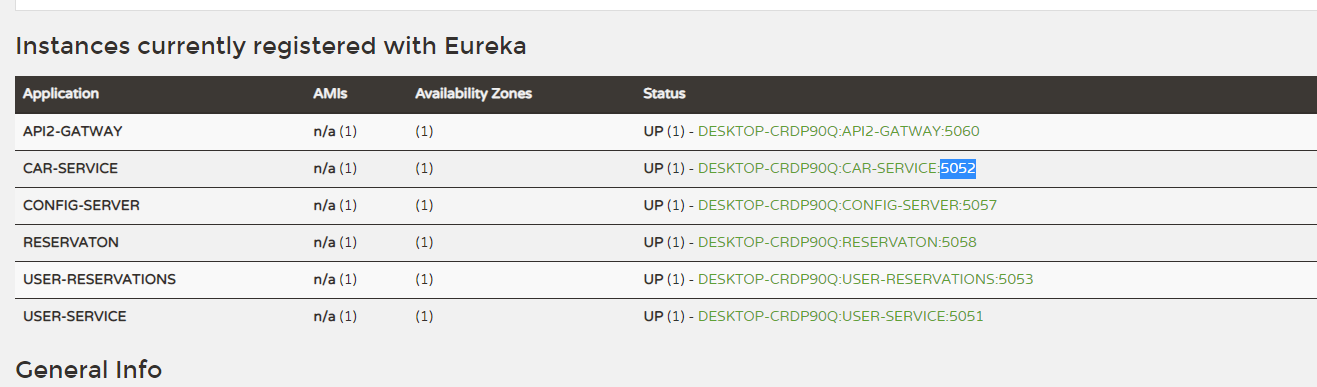 Instances currently registered with Eureka
Application AMIs Availability Zones Status
API2-GATWAY n/a (1) (1) UP (1) - DESKTOP-CRDP90Q:API2-GATWAY:5060
CAR-SERVICE n/a (1) (1) UP (1) - DESKTOP-CRDP90Q:CAR-SERVICE:5052
CONFIG-SERVER n/a (1) (1) UP (1) - DESKTOP-CRDP90Q:CONFIG-SERVER:5057
RESERVATON n/a (1) (1) UP (1) - DESKTOP-CRDP90Q:RESERVATON:5058
USER-RESERVATIONS n/a (1) (1) UP (1) - DESKTOP-CRDP90Q:USER-RESERVATIONS:5053
USER-SERVICE n/a (1) (1) UP (1) - DESKTOP-CRDP90Q:USER-SERVICE:5051
General Info